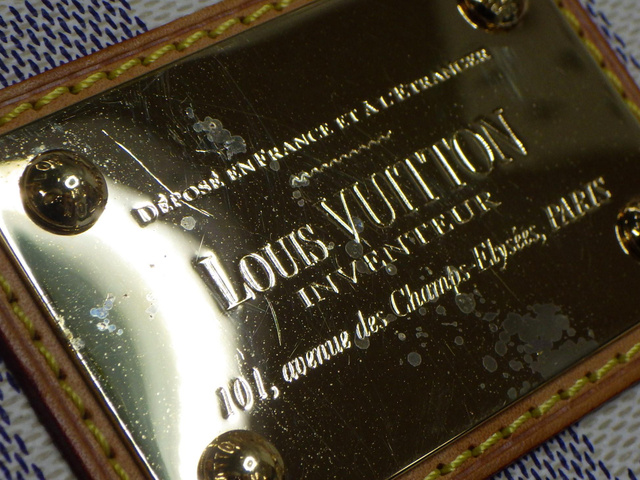 DÉPOSÉ EN FRANCE ET À L'ÉTRANGER
LOUIS VUITTON
INVENTEUR
101, avenue des Champs-Elysées, PARIS